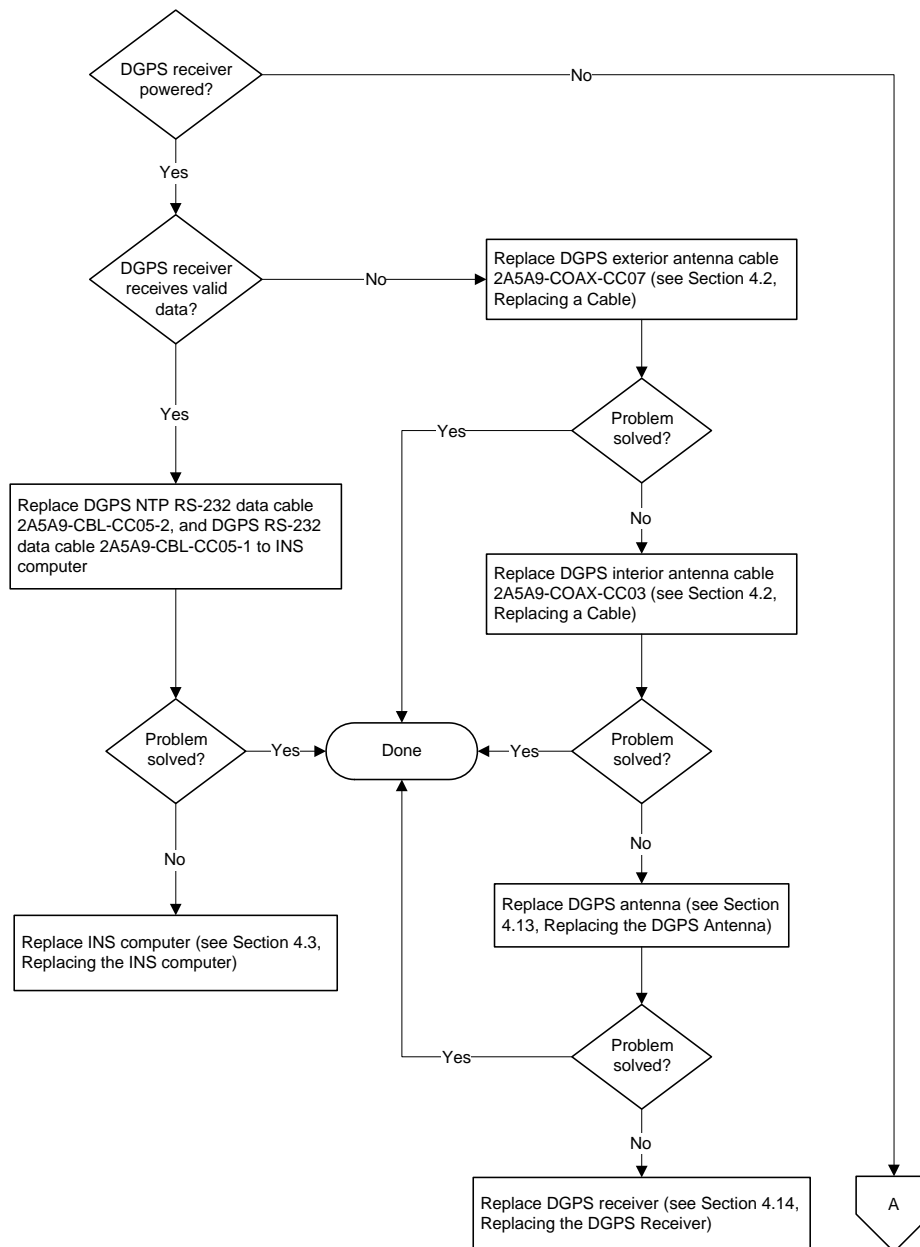 DGPS receiver
powered?
No
Yes
DGPS receiver
receives valid
data?
No
Replace DGPS exterior antenna cable
2A5A9-COAX-CC07 (see Section 4.2,
Replacing a Cable)
Yes
Problem
solved?
Yes
No
Replace DGPS NTP RS-232 data cable
2A5A9-CBL-CC05-2, and DGPS RS-232
data cable 2A5A9-CBL-CC05-1 to INS
computer
Replace DGPS interior antenna cable
2A5A9-COAX-CC03 (see Section 4.2,
Replacing a Cable)
Problem
solved?
Yes
Done
Yes
Problem
solved?
No
No
Replace INS computer (see Section 4.3,
Replacing the INS computer)
Replace DGPS antenna (see Section
4.13, Replacing the DGPS Antenna)
Yes
Problem
solved?
No
Replace DGPS receiver (see Section 4.14,
Replacing the DGPS Receiver)
A